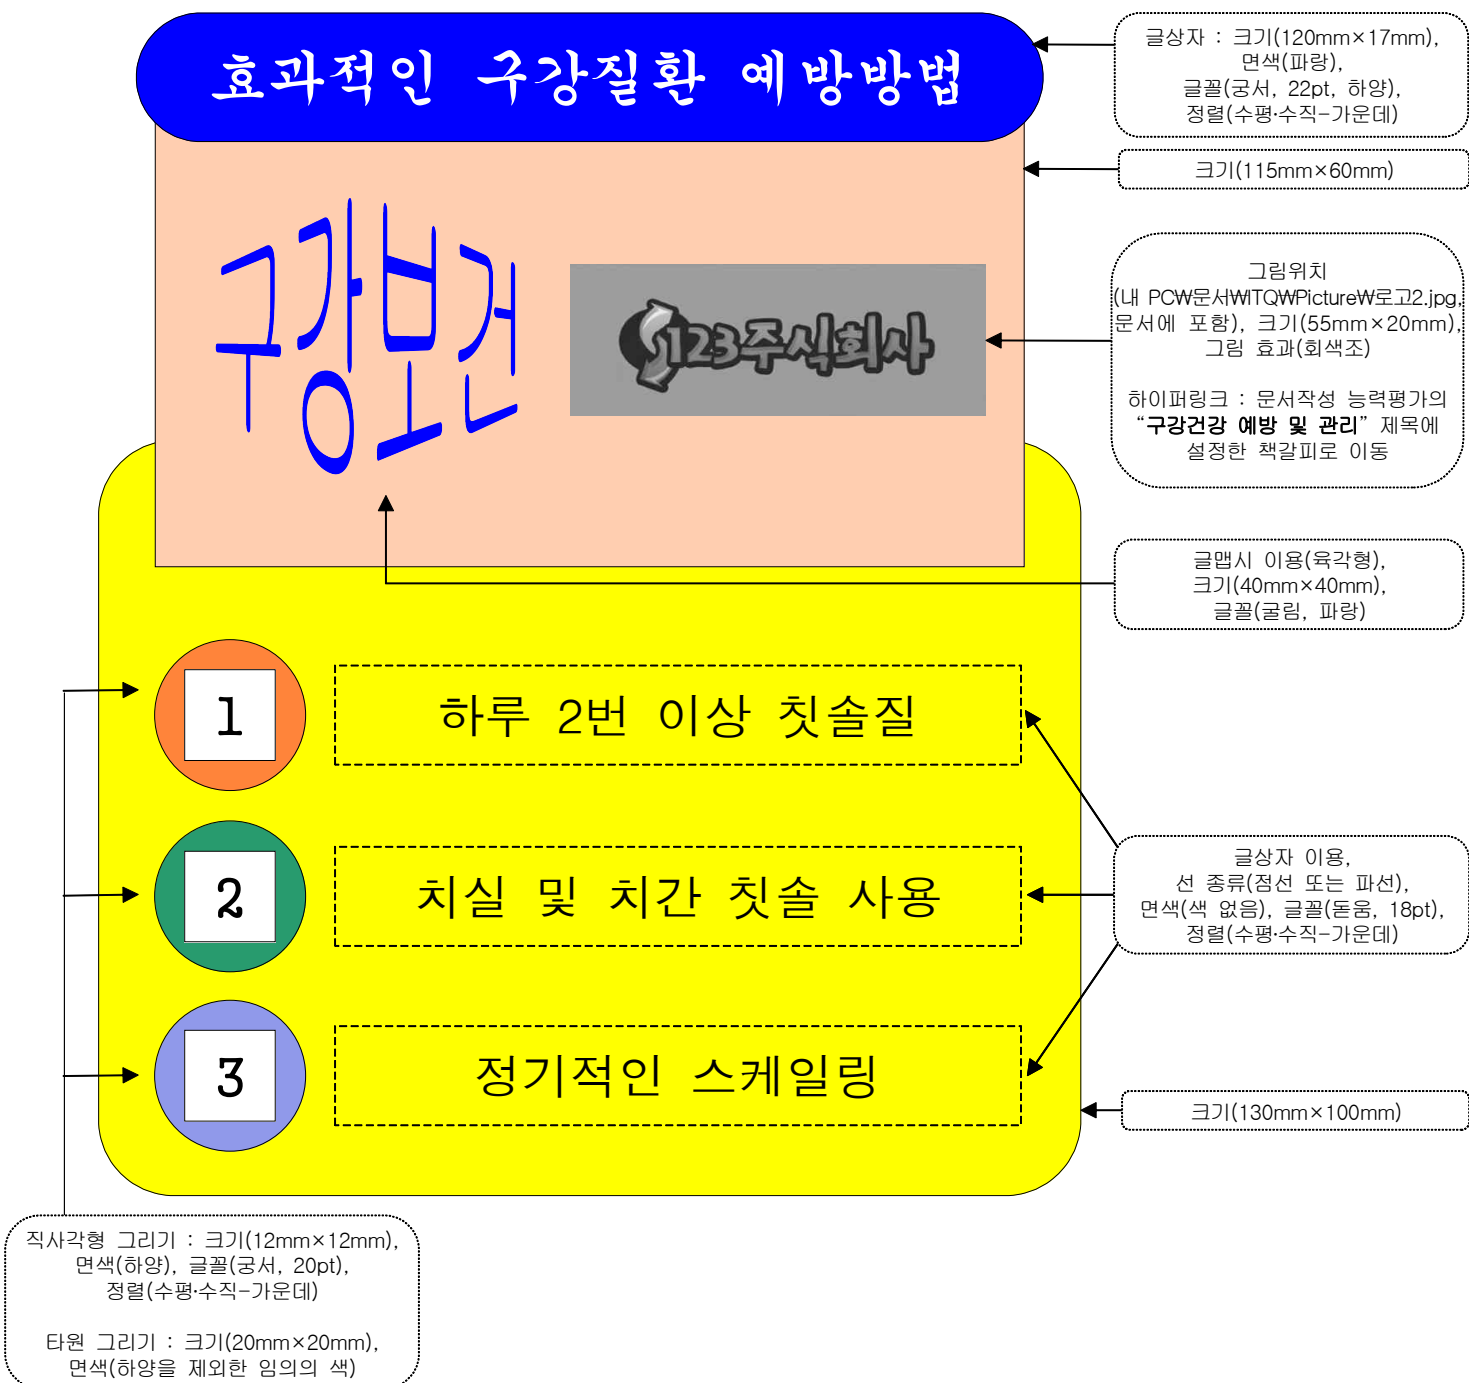 효과적인 구강질환 예방방법
글상자 : 크기(120mm×17mm),
면색(파랑),
글꼴(궁서, 22pt, 하양),
정렬(수평·수직-가운데)
크기(115mm×60mm)
구강보건
123주식회사
그림위치
(내 PC₩문서₩ITQ₩Picture₩로고2.jpg,
문서에 포함), 크기(55mm×20mm),
그림 효과(회색조)
하이퍼링크 : 문서작성 능력평가의
“구강건강 예방 및 관리” 제목에
설정한 책갈피로 이동
글맵시 이용(육각형),
크기(40mm×40mm),
글꼴(굴림, 파랑)
1
하루 2번 이상 칫솔질
2
치실 및 치간 칫솔 사용
글상자 이용,
선 종류(점선 또는 파선),
면색(색 없음), 글꼴(돋움, 18pt),
정렬(수평·수직-가운데)
3
정기적인 스케일링
크기(130mm×100mm)
직사각형 그리기 : 크기(12mm×12mm),
면색(하양), 글꼴(궁서, 20pt),
정렬(수평·수직-가운데)
타원 그리기 : 크기(20mm×20mm),
면색(하양을 제외한 임의의 색)